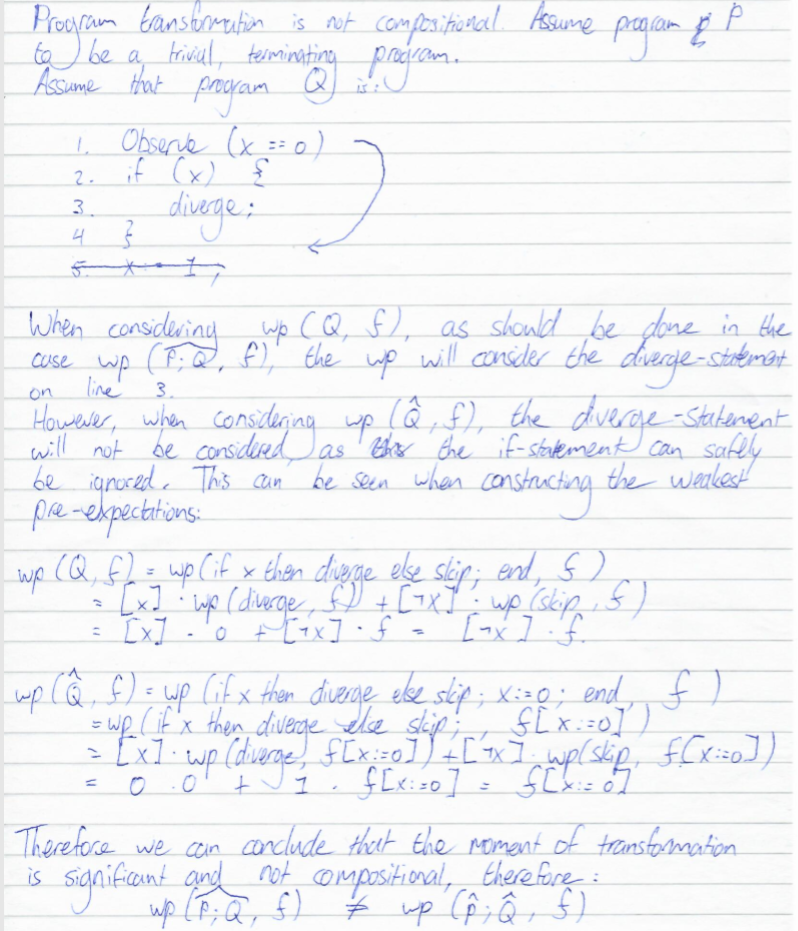 Program transformation is not compositional. Assume program P
to be a trivial, terminating program.
Assume that program Q is:
1. Observe (x == 0)
2. if (x) {
3. diverge;
4 }
5. x = 1;
When considering wp (Q, f), as should be done in the
case wp (P̂;Q, f), the wp will consider the diverge-statement
on line 3.
However, when considering wp (Q̂, f), the diverge-statement
will not be considered, as the if-statement can safely
be ignored. This can be seen when constructing the weakest
pre-expectations:
wp (Q, f) = wp (if x then diverge else skip; end, f)
= [x] · wp (diverge, f) + [¬x] · wp (skip, f)
= [x] · 0 + [¬x] · f = [¬x] · f.
wp (Q̂, f) = wp (if x then diverge else skip; x:=0; end, f)
= wp (if x then diverge else skip; , f[x:=0])
= [x] · wp (diverge, f[x:=0]) + [¬x] · wp(skip, f[x:=0])
= 0 · 0 + 1 · f[x:=0] = f[x:=0]
Therefore we can conclude that the moment of transformation
is significant and not compositional, therefore:
wp (P̂;Q, f) ≠ wp (P̂;Q̂, f)